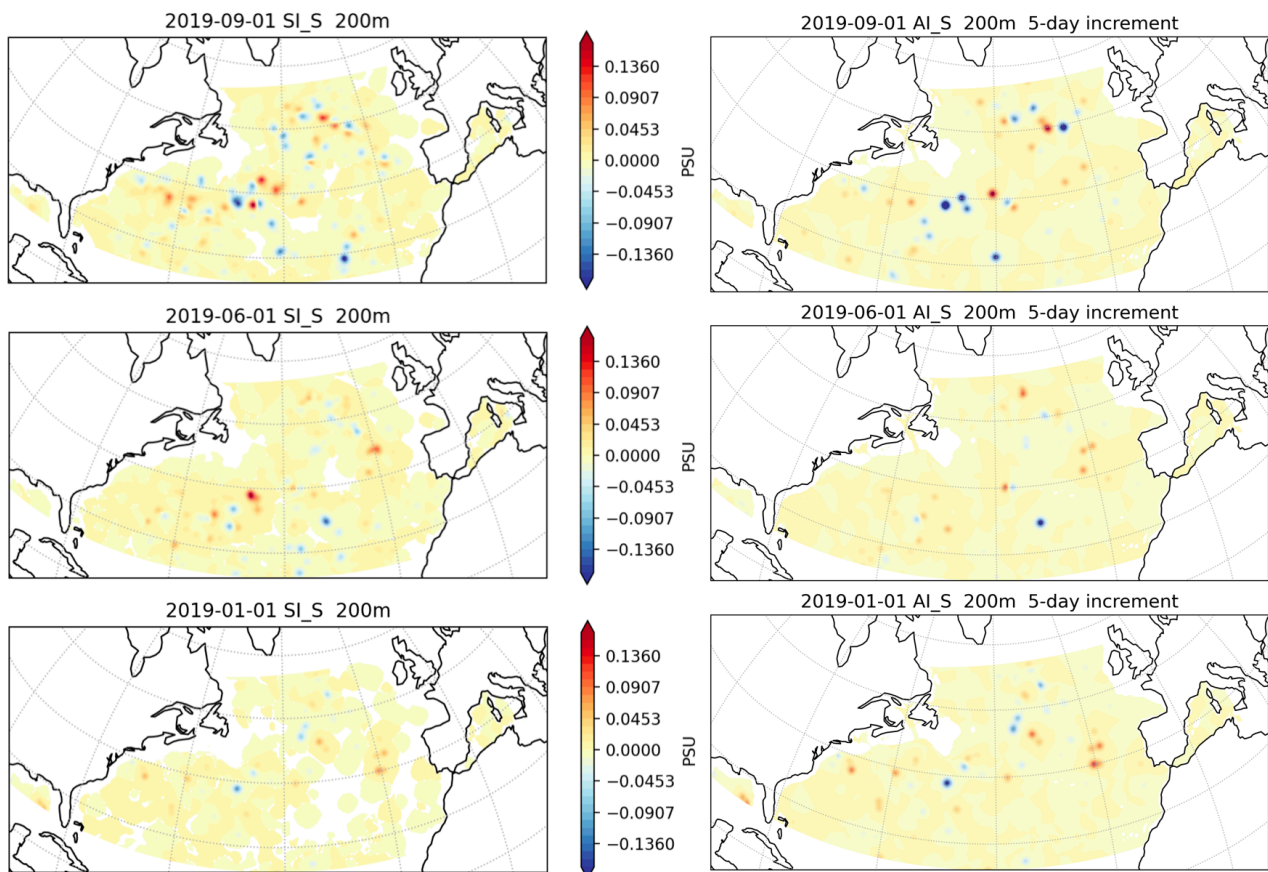 2019-09-01 SI_S 200m
2019-09-01 AI_S 200m 5-day increment
0.1360
0.0907
0.0453
0.0000
−0.0453
−0.0907
−0.1360
PSU
2019-06-01 SI_S 200m
2019-06-01 AI_S 200m 5-day increment
0.1360
0.0907
0.0453
0.0000
−0.0453
−0.0907
−0.1360
PSU
2019-01-01 SI_S 200m
2019-01-01 AI_S 200m 5-day increment
0.1360
0.0907
0.0453
0.0000
−0.0453
−0.0907
−0.1360
PSU